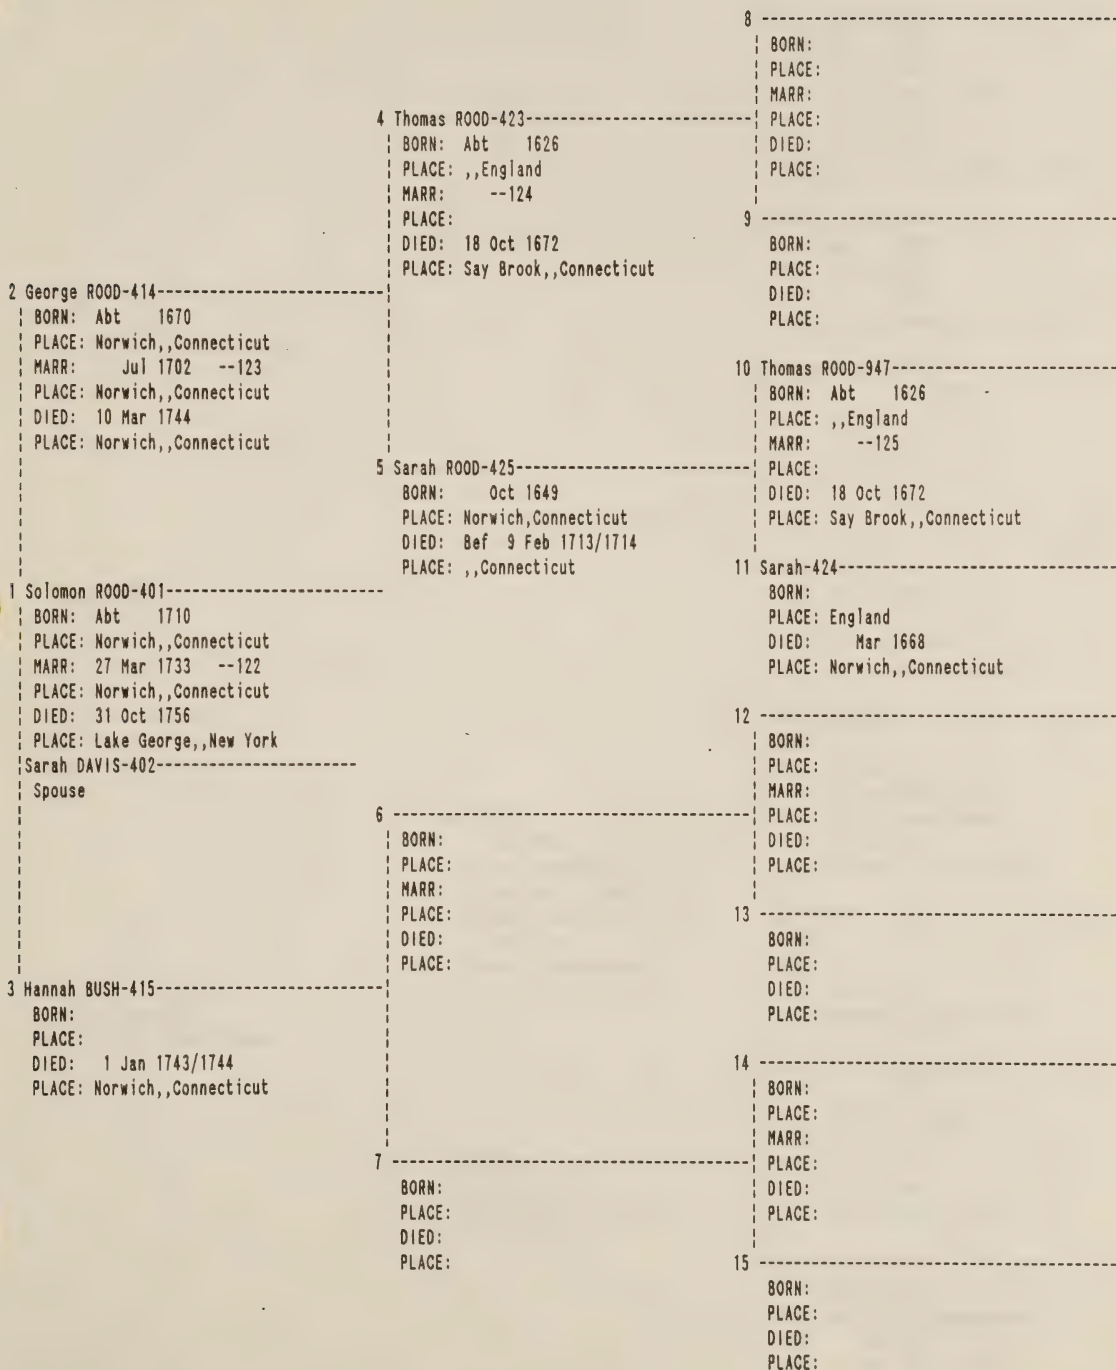 8
BORN:
PLACE:
MARR:
4 Thomas ROOD-423 PLACE:
BORN: Abt 1626 DIED:
PLACE: ,,England PLACE:
MARR: --124
PLACE:
9
DIED: 18 Oct 1672 BORN:
PLACE: Say Brook,,Connecticut PLACE:
2 George ROOD-414 DIED:
BORN: Abt 1670 PLACE:
PLACE: Norwich,,Connecticut
MARR: Jul 1702 --123
10 Thomas ROOD-947
PLACE: Norwich,,Connecticut BORN: Abt 1626
DIED: 10 Mar 1744 PLACE: ,,England
PLACE: Norwich,,Connecticut MARR: --125
5 Sarah ROOD-425 PLACE:
BORN: Oct 1649 DIED: 18 Oct 1672
PLACE: Norwich,Connecticut PLACE: Say Brook,,Connecticut
DIED: Bef 9 Feb 1713/1714
PLACE: ,,Connecticut
11 Sarah-424
1 Solomon ROOD-401 BORN:
BORN: Abt 1710 PLACE: England
PLACE: Norwich,,Connecticut DIED: Mar 1668
MARR: 27 Mar 1733 --122 PLACE: Norwich,,Connecticut
PLACE: Norwich,,Connecticut
DIED: 31 Oct 1756
12
PLACE: Lake George,,New York BORN:
Sarah DAVIS-402 PLACE:
Spouse MARR:
6 PLACE:
BORN: DIED:
PLACE: PLACE:
MARR:
PLACE:
13
DIED: BORN:
PLACE: PLACE:
3 Hannah BUSH-415 DIED:
BORN: PLACE:
PLACE:
DIED: 1 Jan 1743/1744
14
PLACE: Norwich,,Connecticut BORN:
PLACE:
MARR:
7 PLACE:
BORN: DIED:
PLACE: PLACE:
DIED:
PLACE:
15
BORN:
PLACE:
DIED:
PLACE: